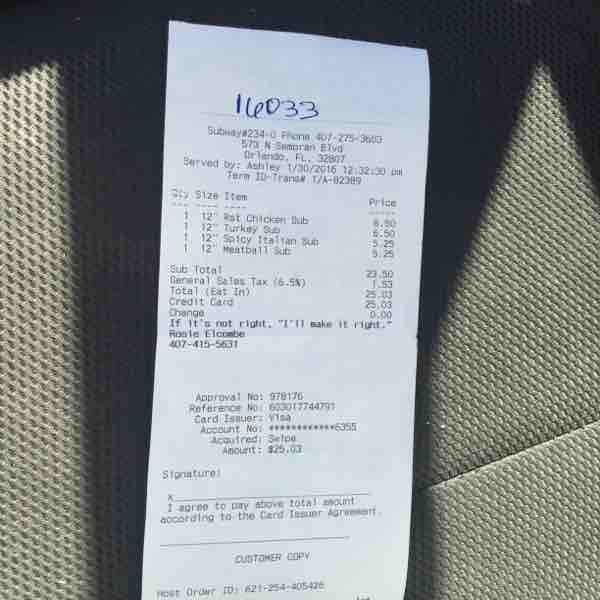 16033
Subway#234-0 Phone 407-275-3603
573 N Semoran Blvd
Orlando, FL, 32807
Served by: Ashley 1/30/2016 12:32:30 pm
Term ID-Trans# 1/A-82389
Qty Size Item Price
--- ---- ---- -----
1 12" Rst Chicken Sub 6.50
1 12" Turkey Sub 6.50
1 12" Spicy Italian Sub 5.25
1 12" Meatball Sub 5.25
Sub Total 23.50
General Sales Tax (6.5%) 1.53
Total (Eat In) 25.03
Credit Card 25.03
Change 0.00
If it's not right, "I'll make it right."
Rosie Elcombe
407-415-5631
Approval No: 978176
Reference No: 603017744791
Card Issuer: Visa
Account No: ************6355
Acquired: Swipe
Amount: $25.03
Signature:
x
I agree to pay above total amount
according to the Card Issuer Agreement.
CUSTOMER COPY
Host Order ID: 621-254-405426